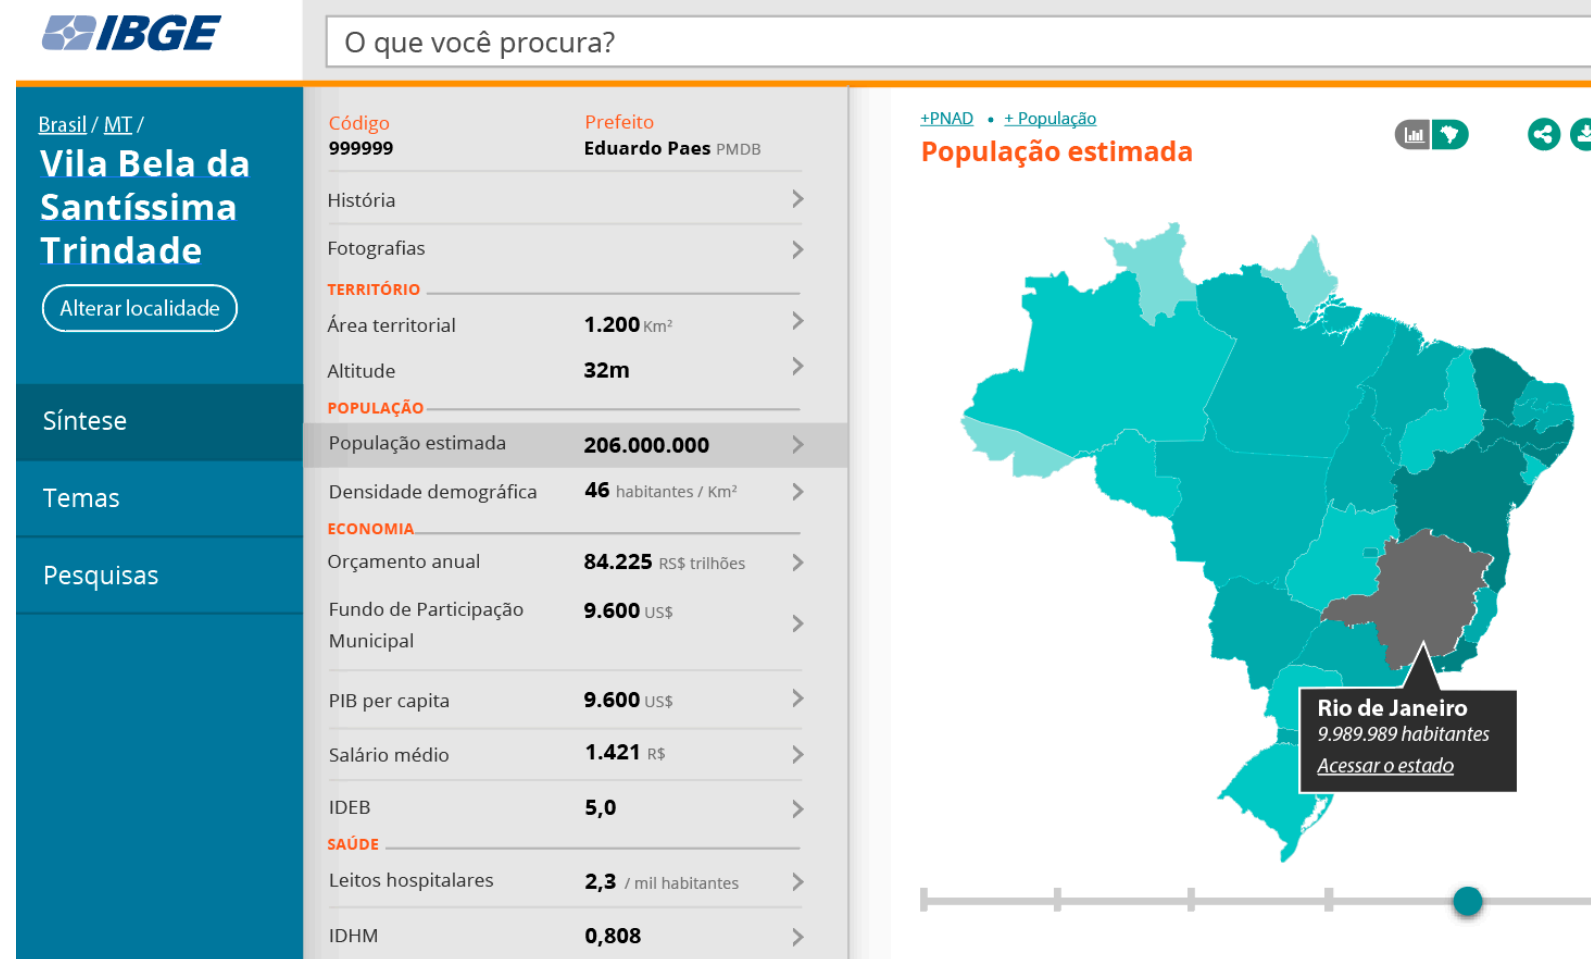 IBGE
O que você procura?
Brasil / MT /
Vila Bela da
Santíssima
Trindade
Alterar localidade
Síntese
Temas
Pesquisas
Código
999999
Prefeito
Eduardo Paes PMDB
História
Fotografias
TERRITÓRIO
Área territorial 1.200 Km²
Altitude 32m
POPULAÇÃO
População estimada 206.000.000
Densidade demográfica 46 habitantes / Km²
ECONOMIA
Orçamento anual 84.225 RS$ trilhões
Fundo de Participação 9.600 US$
Municipal
PIB per capita 9.600 US$
Salário médio 1.421 R$
IDEB 5,0
SAÚDE
Leitos hospitalares 2,3 / mil habitantes
IDHM 0,808
+PNAD • + População
População estimada
Rio de Janeiro
9.989.989 habitantes
Acessar o estado